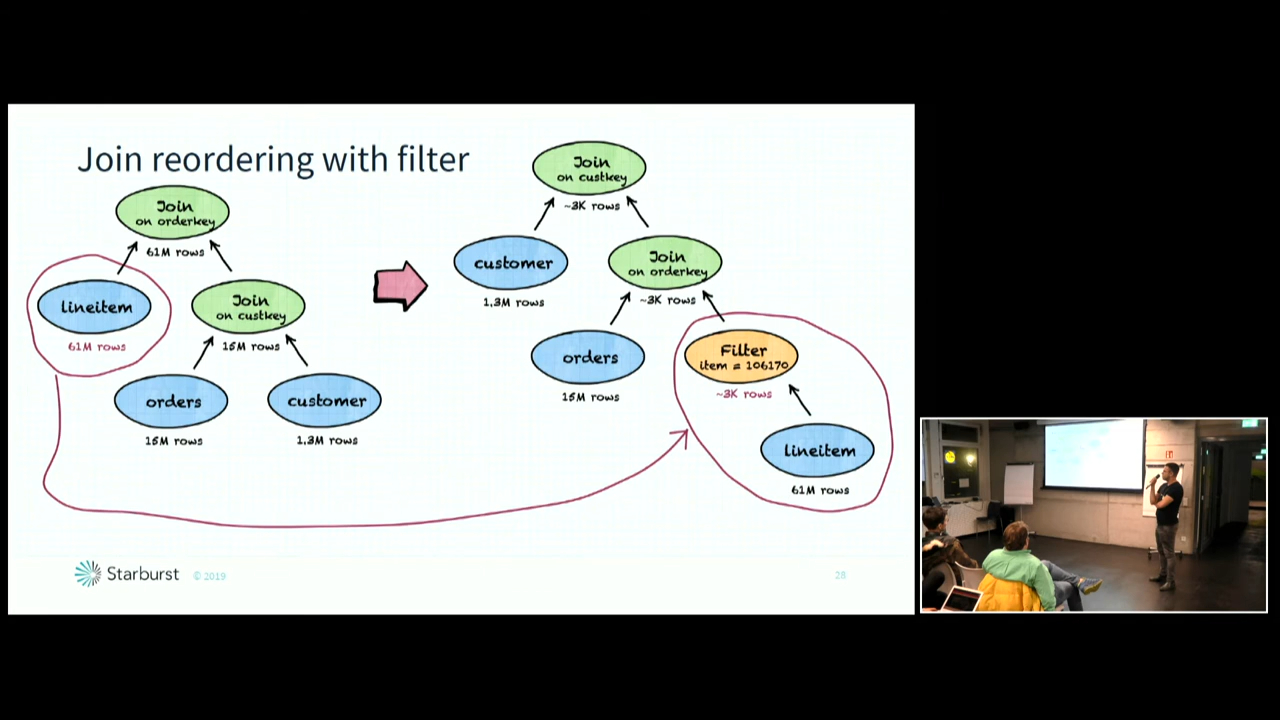 Join reordering with filter
Join
on orderkey
61M rows
lineitem
61M rows
Join
on custkey
15M rows
orders
15M rows
customer
1,3M rows
Join
on custkey
~3K rows
customer
1,3M rows
Join
on orderkey
~3K rows
orders
15M rows
Filter
item = 106170
~3K rows
lineitem
61M rows
Starburst © 2019
28